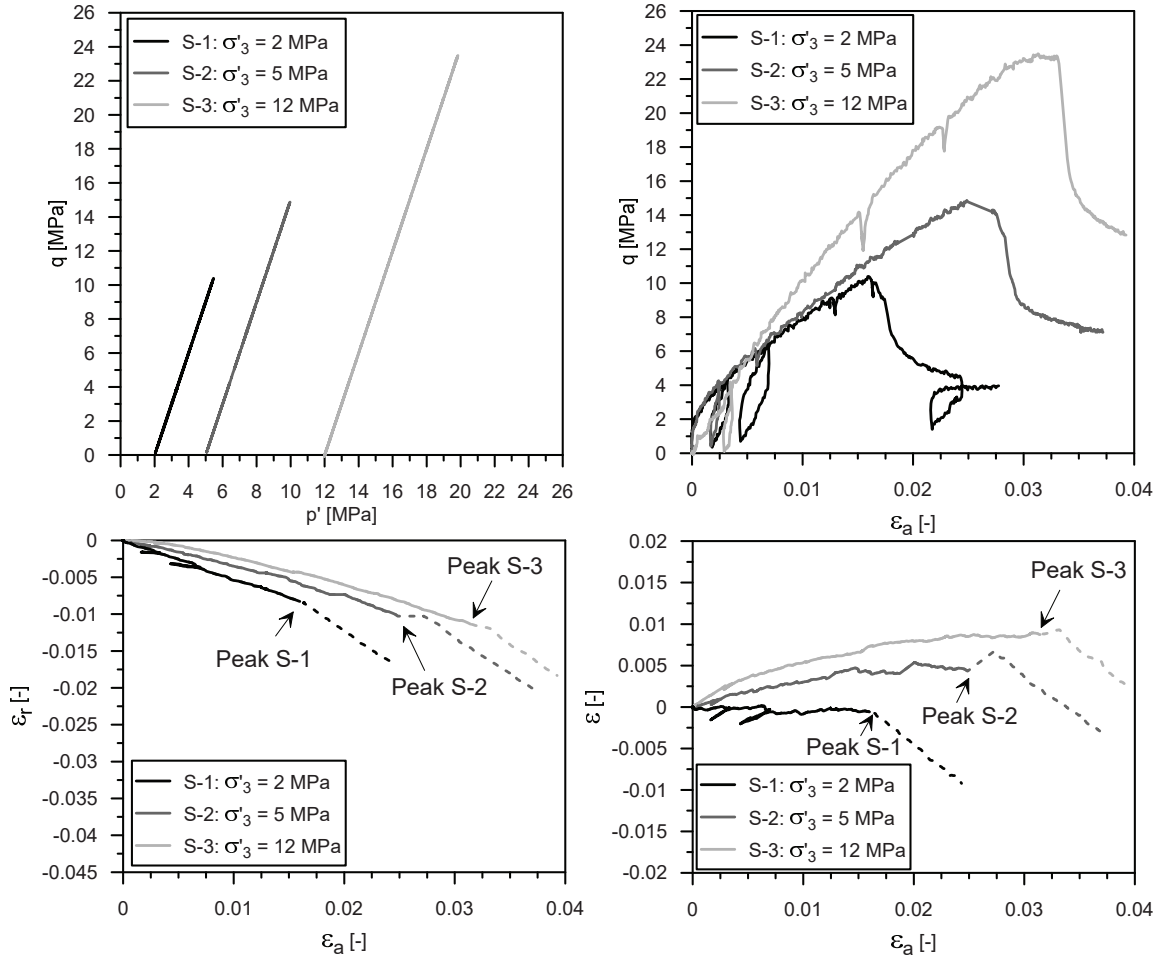 26
24
22
20
18
16
14
12
10
8
6
4
2
0
q [MPa]
S-1: σ'3 = 2 MPa
S-2: σ'3 = 5 MPa
S-3: σ'3 = 12 MPa
0 2 4 6 8 10 12 14 16 18 20 22 24 26
p' [MPa]
26
24
22
20
18
16
14
12
10
8
6
4
2
0
q [MPa]
S-1: σ'3 = 2 MPa
S-2: σ'3 = 5 MPa
S-3: σ'3 = 12 MPa
0 0.01 0.02 0.03 0.04
εa [-]
0
-0.005
-0.01
-0.015
-0.02
-0.025
-0.03
-0.035
-0.04
-0.045
εr [-]
Peak S-3
Peak S-1
Peak S-2
S-1: σ'3 = 2 MPa
S-2: σ'3 = 5 MPa
S-3: σ'3 = 12 MPa
0 0.01 0.02 0.03 0.04
εa [-]
0.02
0.015
0.01
0.005
0
-0.005
-0.01
-0.015
-0.02
ε [-]
Peak S-3
Peak S-2
Peak S-1
S-1: σ'3 = 2 MPa
S-2: σ'3 = 5 MPa
S-3: σ'3 = 12 MPa
0 0.01 0.02 0.03 0.04
εa [-]